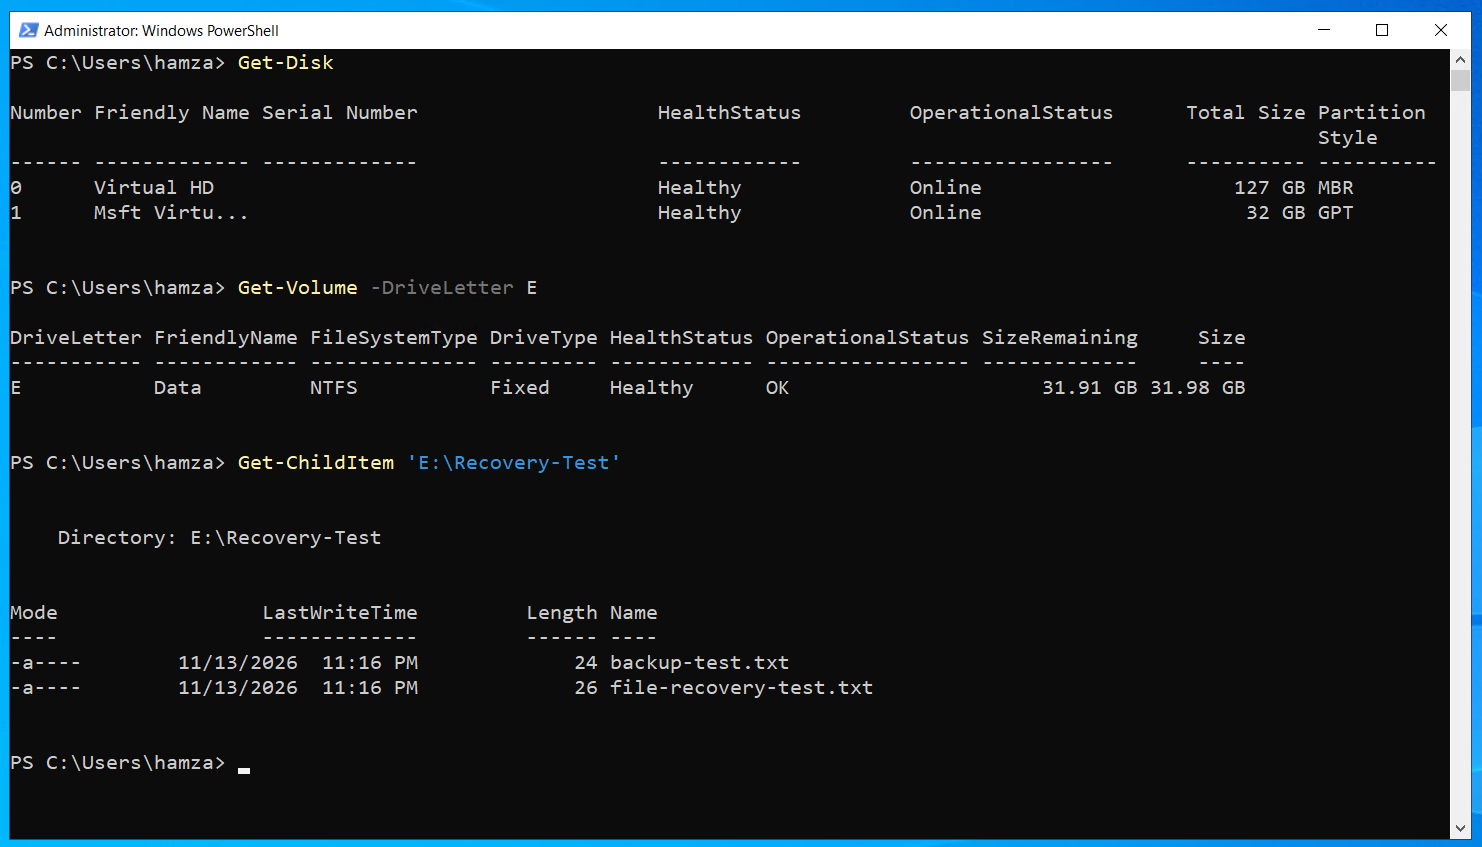 Administrator: Windows PowerShell
PS C:\Users\hamza> Get-Disk
Number Friendly Name Serial Number                    HealthStatus         OperationalStatus      Total Size Partition
                                                                                                             Style
------ ------------- -------------                    ------------         -----------------      ---------- ----------
0      Virtual HD                                     Healthy              Online                     127 GB MBR
1      Msft Virtu...                                  Healthy              Online                      32 GB GPT
PS C:\Users\hamza> Get-Volume -DriveLetter E
DriveLetter FriendlyName FileSystemType DriveType HealthStatus OperationalStatus SizeRemaining     Size
----------- ------------ -------------- --------- ------------ ----------------- -------------     ----
E           Data         NTFS           Fixed     Healthy      OK                     31.91 GB 31.98 GB
PS C:\Users\hamza> Get-ChildItem 'E:\Recovery-Test'
    Directory: E:\Recovery-Test
Mode                 LastWriteTime         Length Name
----                 -------------         ------ ----
-a----        11/13/2026  11:16 PM             24 backup-test.txt
-a----        11/13/2026  11:16 PM             26 file-recovery-test.txt
PS C:\Users\hamza>